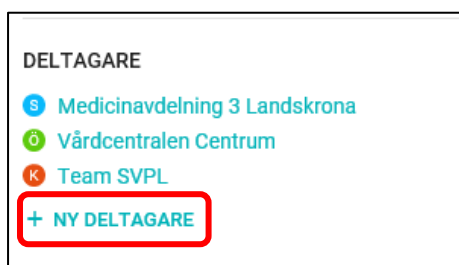 DELTAGARE
S Medicinavdelning 3 Landskrona
Ö Vårdcentralen Centrum
K Team SVPL
+ NY DELTAGARE